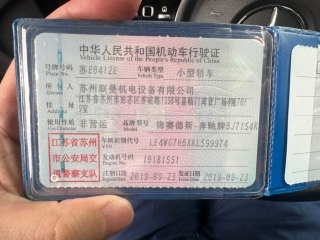 中华人民共和国机动车行驶证
Vehicle License of the People's Republic of China
号牌号码 苏E6412E 车辆类型 小型轿车
Plate No. Vehicle Type
所有人 苏州联曼机电设备有限公司
Owner
住址
Address
使用性质 非营运 品牌型号 梅赛德斯-奔驰牌BJ7154K
Use Character Model
江苏省苏州 车辆识别代号 LE4WG7HBXKL599974
VIN
市公安局交 发动机号码 18181551
Engine No.
通警察支队 注册日期 2019-09-23 发证日期 2019-09-23
Register Date Issue Date